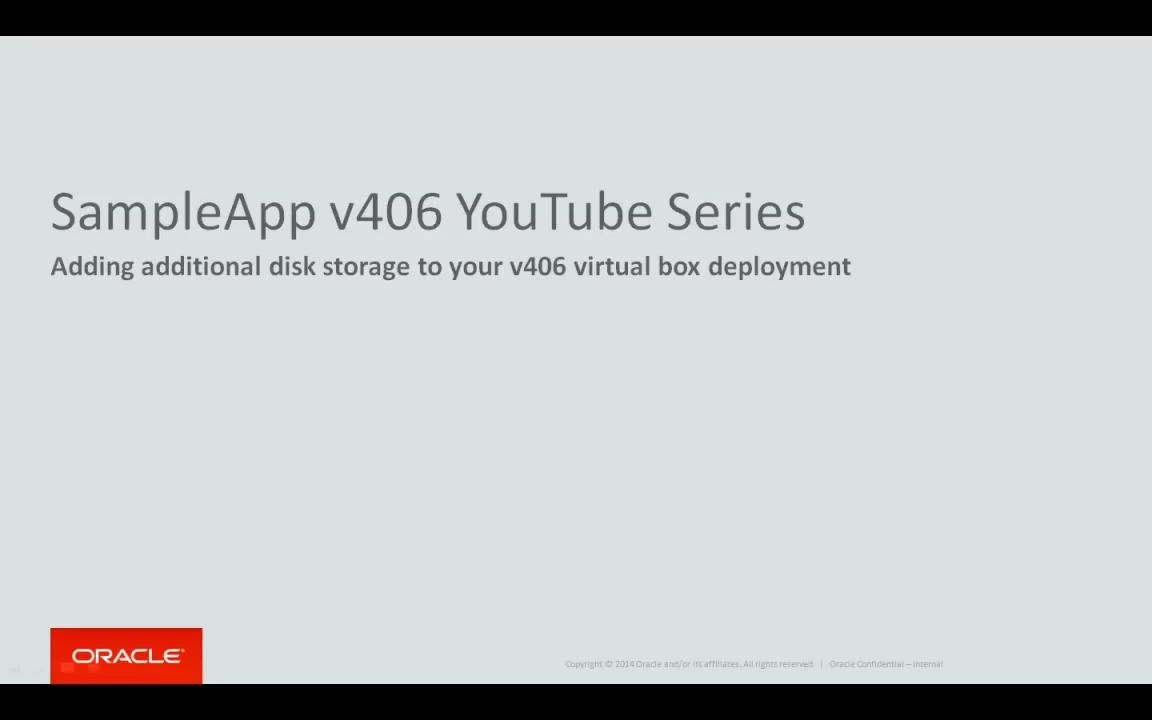 SampleApp v406 YouTube Series
Adding additional disk storage to your v406 virtual box deployment
ORACLE
Copyright © 2014 Oracle and/or its affiliates. All rights reserved. | Oracle Confidential – Internal